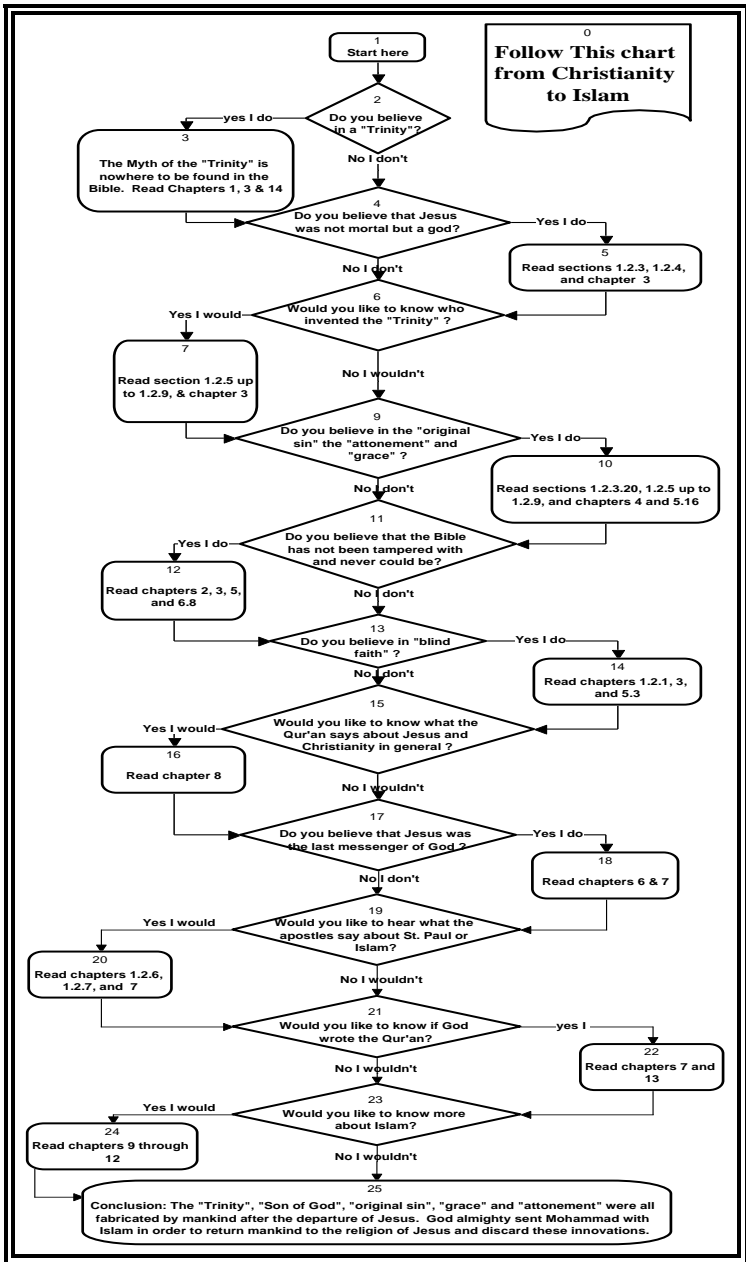 0
Follow This chart
from Christianity
to Islam
1
Start here
2
Do you believe
in a "Trinity"?
yes I do
No I don't
3
The Myth of the "Trinity" is
nowhere to be found in the
Bible. Read Chapters 1, 3 & 14
4
Do you believe that Jesus
was not mortal but a god?
Yes I do
No I don't
5
Read sections 1.2.3, 1.2.4,
and chapter 3
6
Would you like to know who
invented the "Trinity" ?
Yes I would
No I wouldn't
7
Read section 1.2.5 up
to 1.2.9, & chapter 3
9
Do you believe in the "original
sin" the "attonement" and
"grace" ?
Yes I do
No I don't
10
Read sections 1.2.3.20, 1.2.5 up to
1.2.9, and chapters 4 and 5.16
11
Do you believe that the Bible
has not been tampered with
and never could be?
Yes I do
No I don't
12
Read chapters 2, 3, 5,
and 6.8
13
Do you believe in "blind
faith" ?
Yes I do
No I don't
14
Read chapters 1.2.1, 3,
and 5.3
15
Would you like to know what the
Qur'an says about Jesus and
Christianity in general ?
Yes I would
No I wouldn't
16
Read chapter 8
17
Do you believe that Jesus was
the last messenger of God ?
Yes I do
No I don't
18
Read chapters 6 & 7
19
Would you like to hear what the
apostles say about St. Paul or
Islam?
Yes I would
No I wouldn't
20
Read chapters 1.2.6,
1.2.7, and 7
21
Would you like to know if God
wrote the Qur'an?
yes I
No I wouldn't
22
Read chapters 7 and
13
23
Would you like to know more
about Islam?
Yes I would
No I wouldn't
24
Read chapters 9 through
12
25
Conclusion: The "Trinity", "Son of God", "original sin", "grace" and "attonement" were all
fabricated by mankind after the departure of Jesus. God almighty sent Mohammad with
Islam in order to return mankind to the religion of Jesus and discard these innovations.